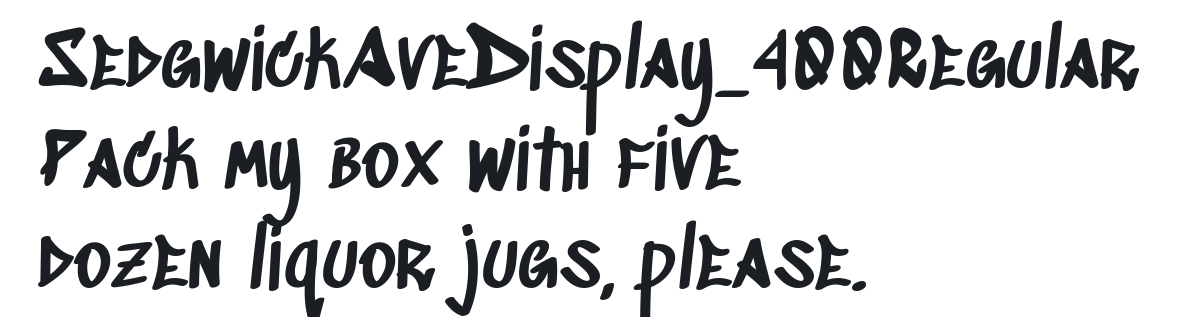 SedgwickAveDisplay_400Regular
Pack my box with five
dozen liquor jugs, please.